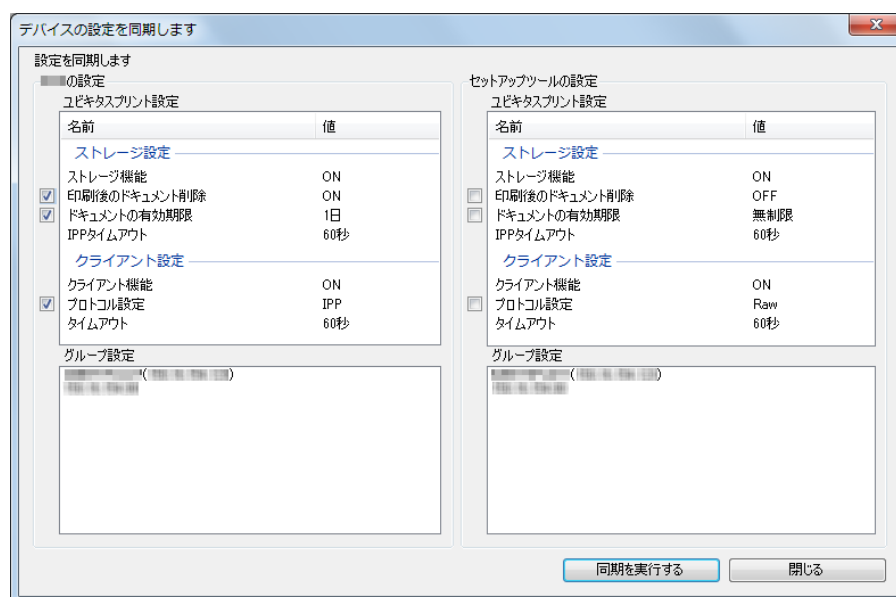 デバイスの設定を同期します
設定を同期します
の設定
ユビキタスプリント設定
名前 値
ストレージ設定
ストレージ機能 ON
印刷後のドキュメント削除 ON
ドキュメントの有効期限 1日
IPPタイムアウト 60秒
クライアント設定
クライアント機能 ON
プロトコル設定 IPP
タイムアウト 60秒
グループ設定
セットアップツールの設定
ユビキタスプリント設定
名前 値
ストレージ設定
ストレージ機能 ON
印刷後のドキュメント削除 OFF
ドキュメントの有効期限 無制限
IPPタイムアウト 60秒
クライアント設定
クライアント機能 ON
プロトコル設定 Raw
タイムアウト 60秒
グループ設定
同期を実行する 閉じる